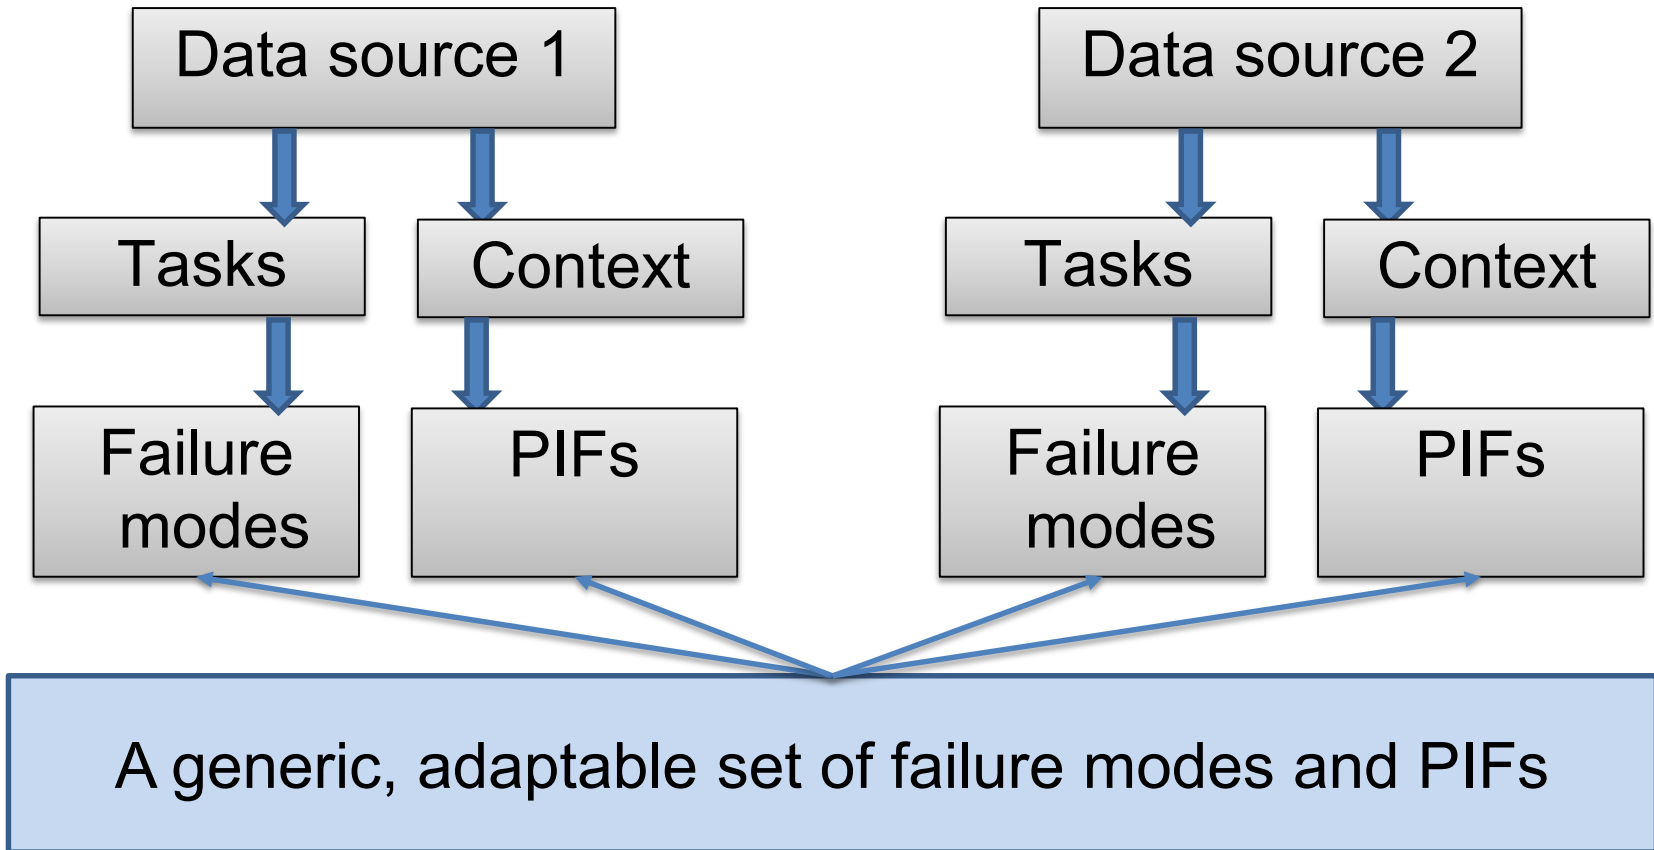 Data source 1
Data source 2
Tasks
Context
Tasks
Context
Failure
modes
PIFs
Failure
modes
PIFs
A generic, adaptable set of failure modes and PIFs